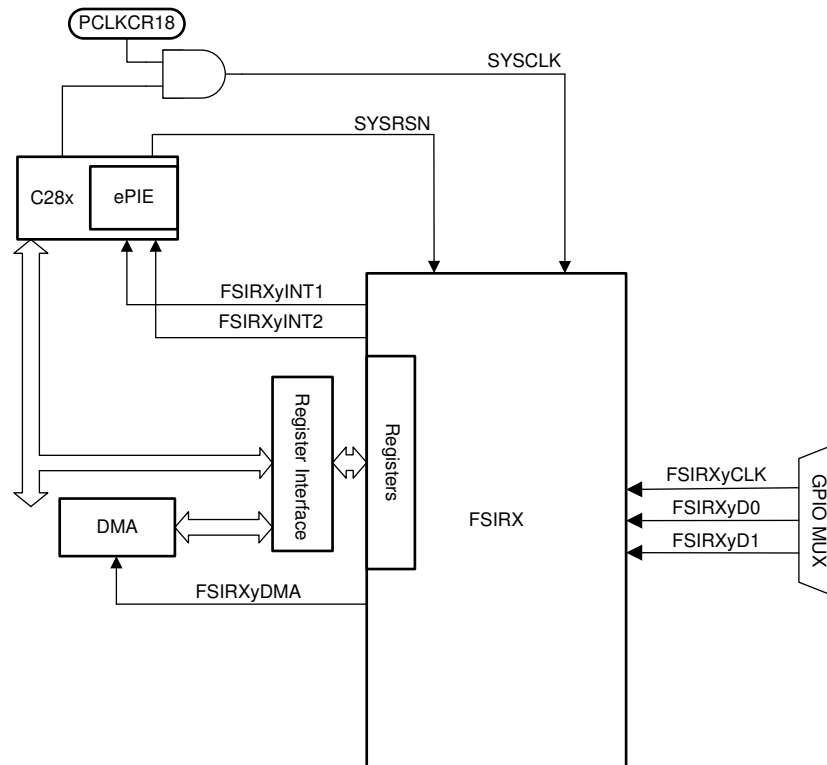 PCLKCR18
SYSCLK
SYSRSN
C28x
ePIE
FSIRXyINT1
FSIRXyINT2
Register Interface
Registers
FSIRXyCLK
FSIRX
FSIRXyD0
DMA
FSIRXyD1
GPIO MUX
FSIRXyDMA